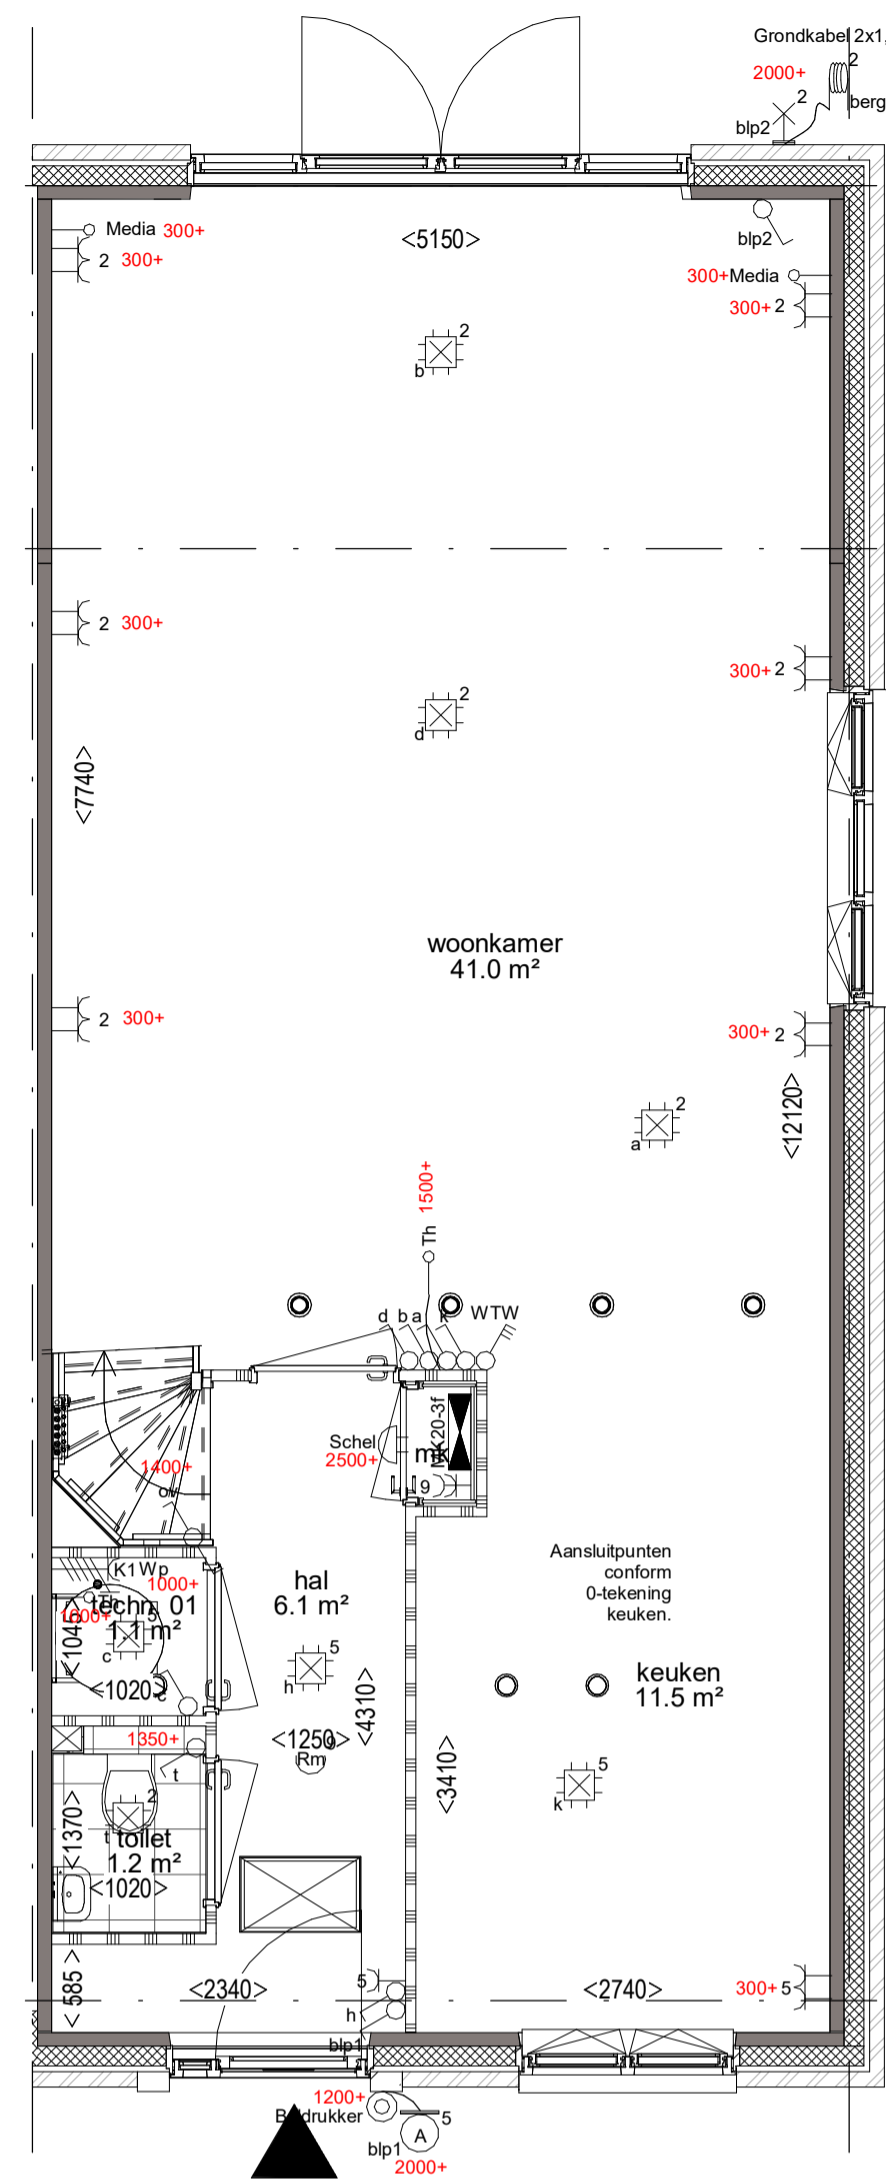 Grondkabel 2x1,
2
2000+
2
berg
blp2
Media 300+
2 300+
<5150>
blp2
300+Media
300+ 2
2
b
2 300+
300+ 2
2
d
<7740>
woonkamer
41.0 m²
2 300+
300+ 2
<12120>
2
a
1500+
Th
d b a k WTW
Schel
2500+
mk
9
1400+
K1Wp
1000+
Th
1600+
techn. 01
1.1 m²
5
c
<1045>
<1020>
hal
6.1 m²
5
h
<4310>
<1250>
Rm
Aansluitpunten
conform
0-tekening
keuken.
keuken
11.5 m²
<3410>
5
k
1350+
t
2
t
toilet
1.2 m²
<1370>
<1020>
<585 >
<2340>
5
h
blp1
<2740>
300+ 5
1200+
blp1
A
5
2000+